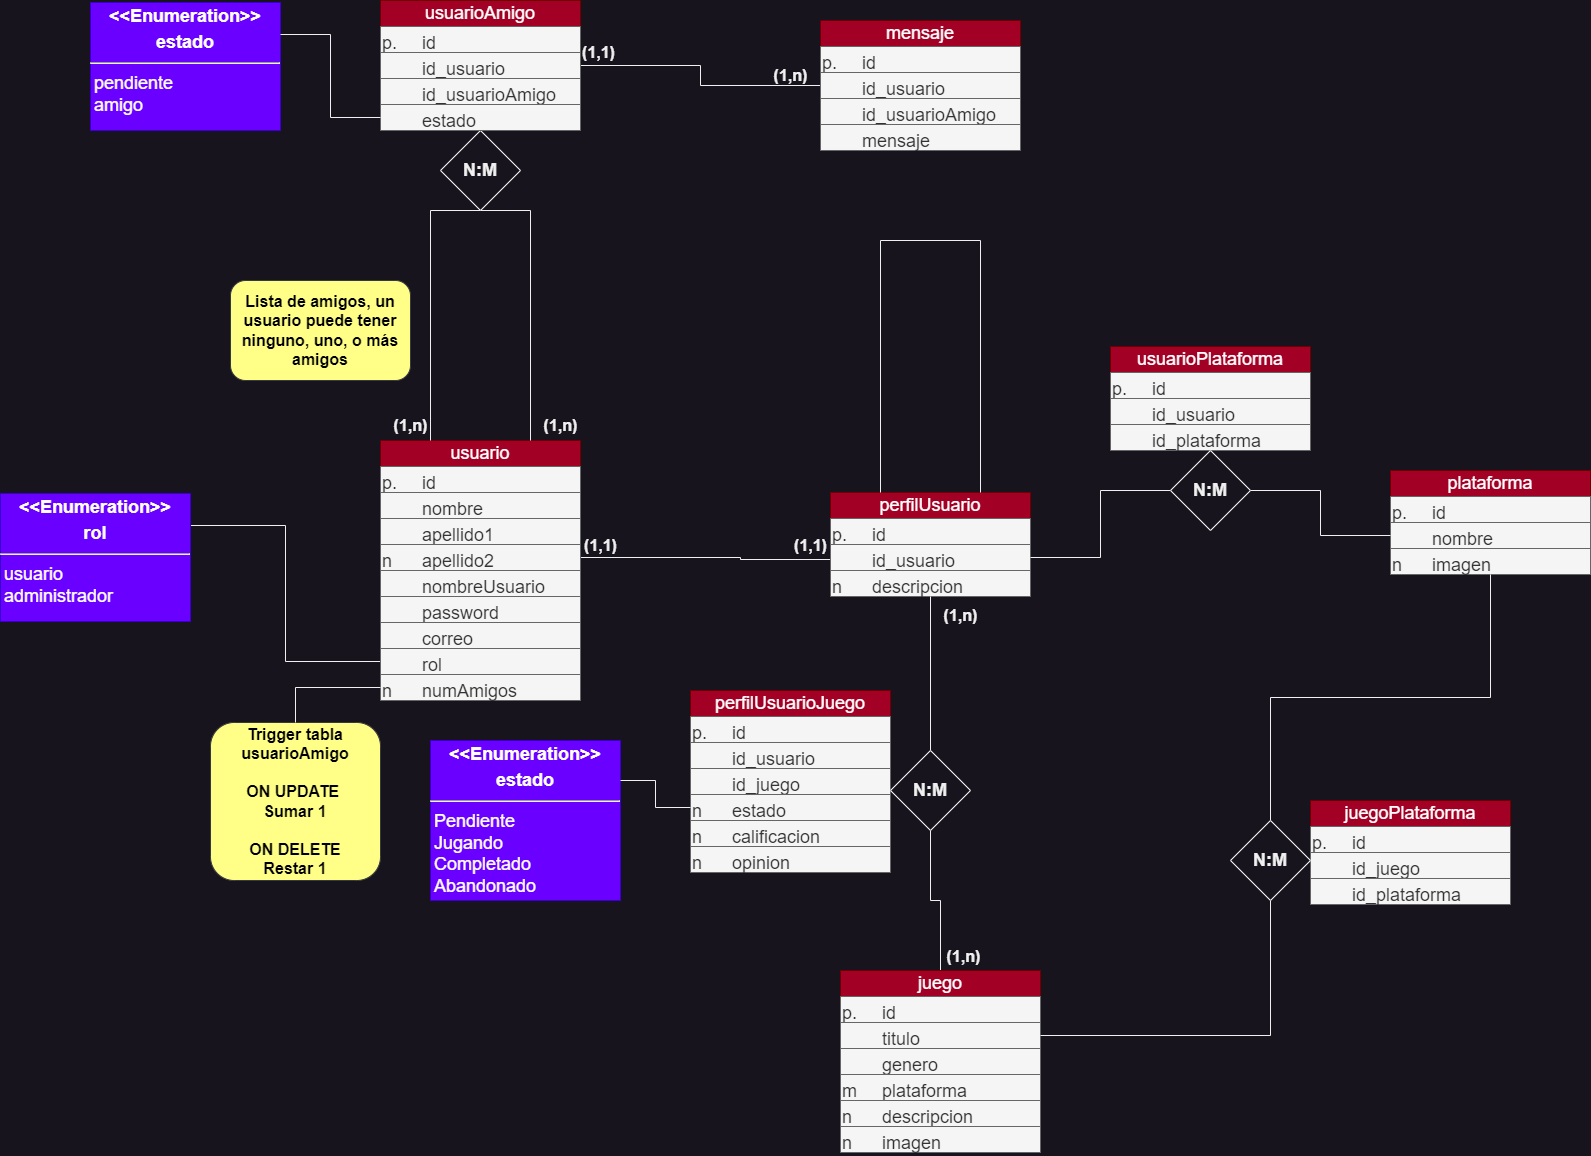 <<Enumeration>>
estado
pendiente
amigo
usuarioAmigo
p. id
id_usuario
id_usuarioAmigo
estado
(1,1)
(1,n)
mensaje
p. id
id_usuario
id_usuarioAmigo
mensaje
N:M
Lista de amigos, un
usuario puede tener
ninguno, uno, o más
amigos
(1,n)
(1,n)
usuario
p. id
nombre
apellido1
n apellido2
nombreUsuario
password
correo
rol
n numAmigos
<<Enumeration>>
rol
usuario
administrador
(1,1)
(1,1)
perfilUsuario
p. id
id_usuario
n descripcion
(1,n)
usuarioPlataforma
p. id
id_usuario
id_plataforma
N:M
plataforma
p. id
nombre
n imagen
Trigger tabla
usuarioAmigo
ON UPDATE
Sumar 1
ON DELETE
Restar 1
<<Enumeration>>
estado
Pendiente
Jugando
Completado
Abandonado
perfilUsuarioJuego
p. id
id_usuario
id_juego
n estado
n calificacion
n opinion
N:M
N:M
juegoPlataforma
p. id
id_juego
id_plataforma
(1,n)
juego
p. id
titulo
genero
m plataforma
n descripcion
n imagen